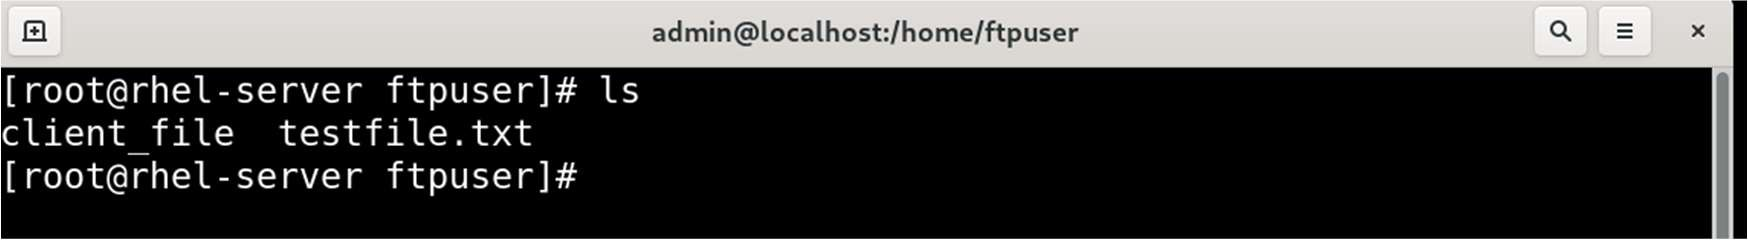 admin@localhost:/home/ftpuser
[root@rhel-server ftpuser]# ls
client_file  testfile.txt
[root@rhel-server ftpuser]#